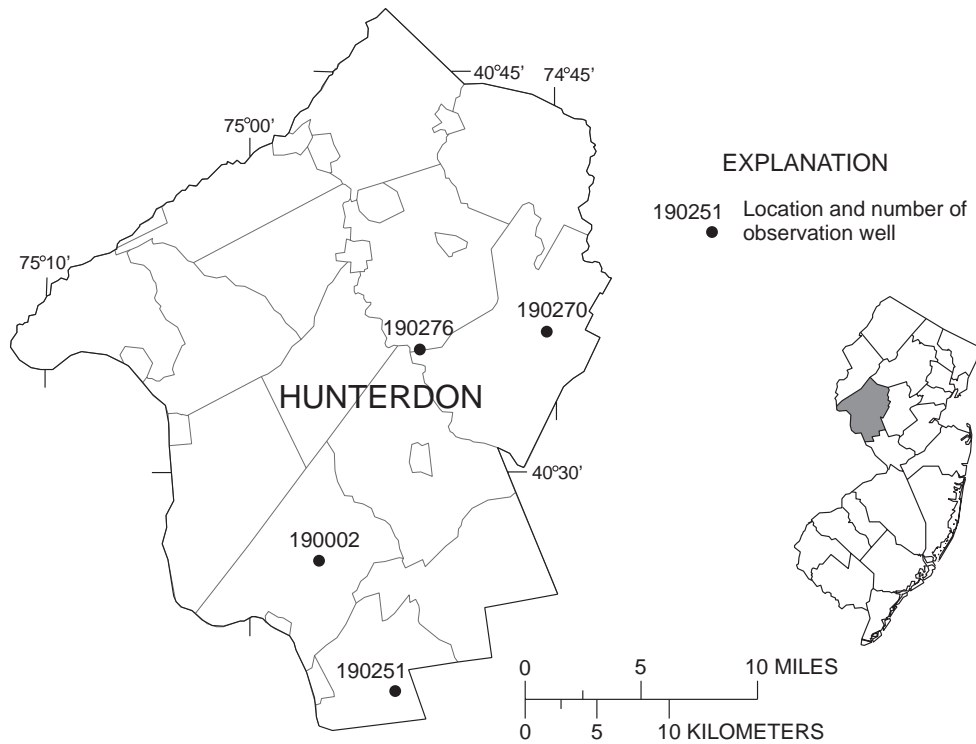 40°45’
74°45’
75°00’
EXPLANATION
190251 Location and number of
observation well
75°10’
190270
190276
HUNTERDON
40°30’
190002
190251
0 5 10 MILES
0 5 10 KILOMETERS